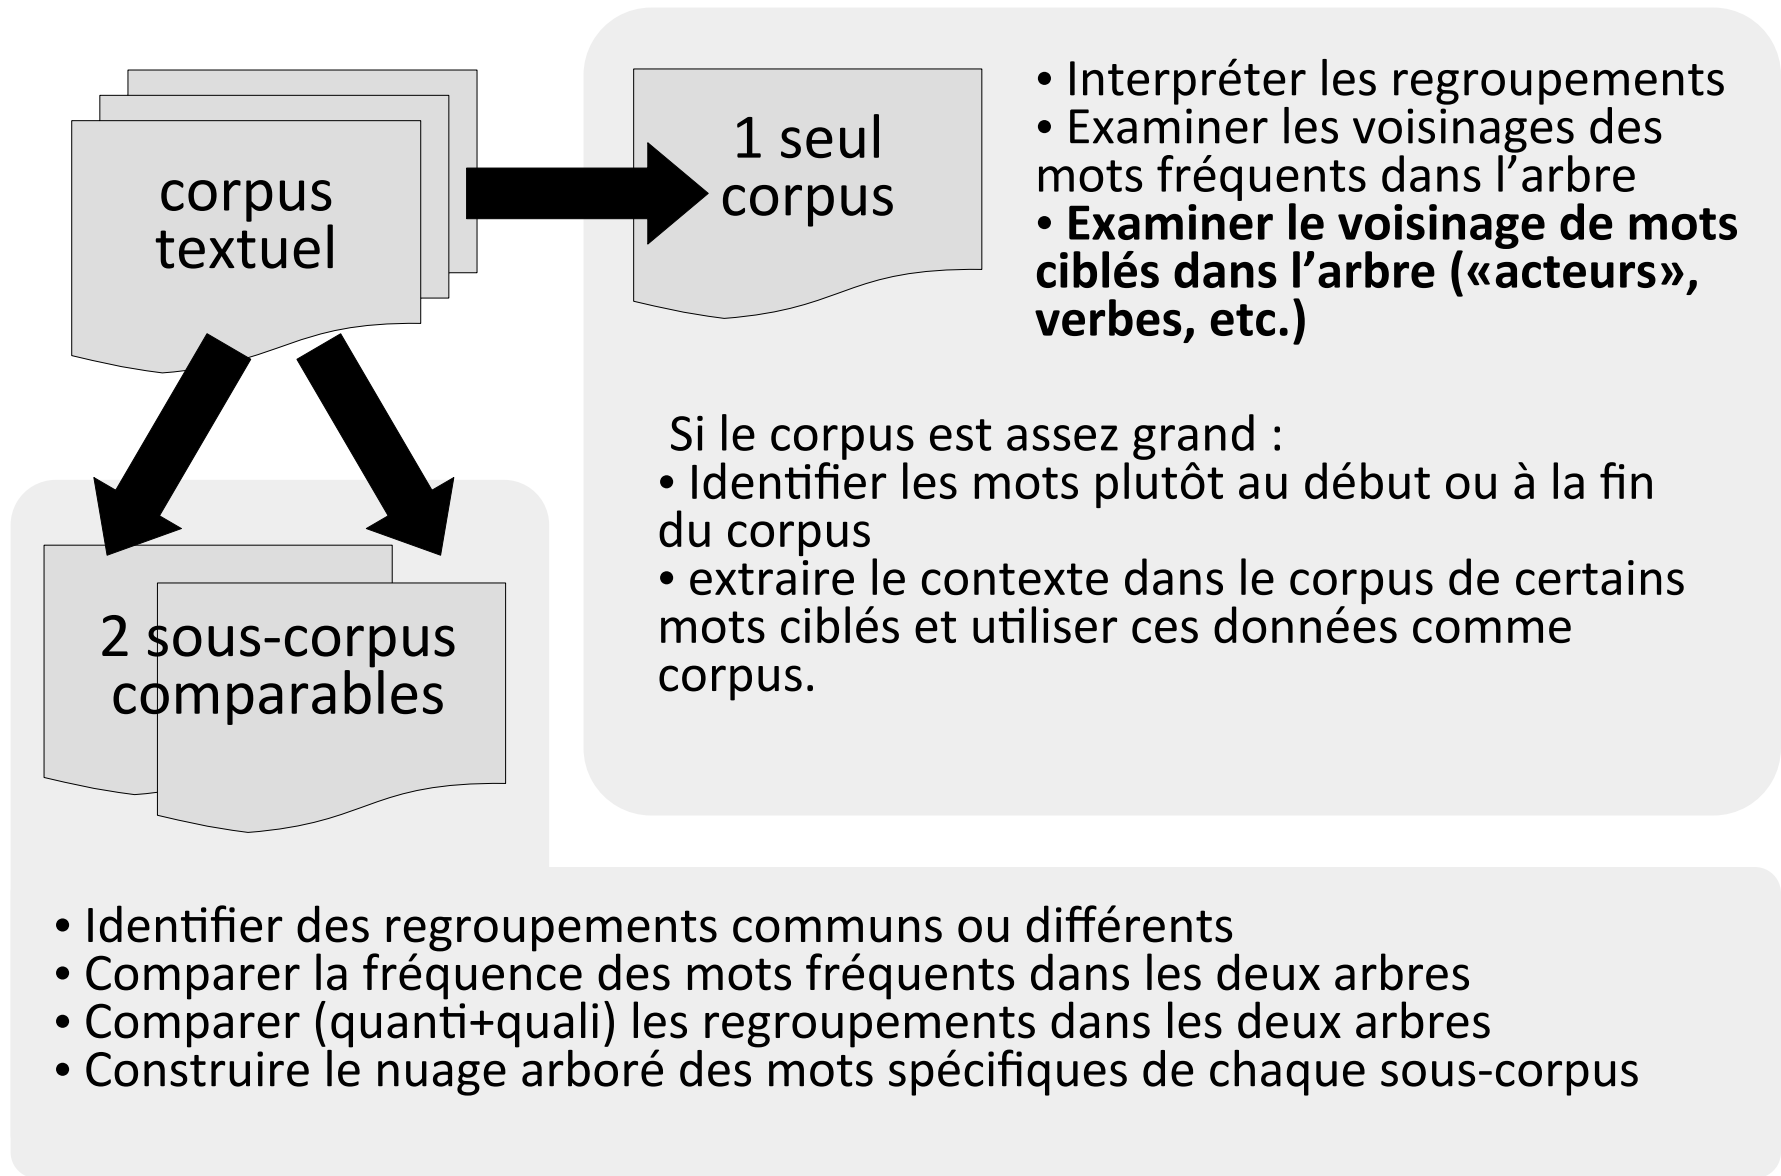 corpus
textuel
1 seul
corpus
• Interpréter les regroupements
• Examiner les voisinages des
mots fréquents dans l’arbre
• Examiner le voisinage de mots
ciblés dans l’arbre («acteurs»,
verbes, etc.)
Si le corpus est assez grand :
• Identifier les mots plutôt au début ou à la fin
du corpus
• extraire le contexte dans le corpus de certains
mots ciblés et utiliser ces données comme
corpus.
2 sous-corpus
comparables
• Identifier des regroupements communs ou différents
• Comparer la fréquence des mots fréquents dans les deux arbres
• Comparer (quanti+quali) les regroupements dans les deux arbres
• Construire le nuage arboré des mots spécifiques de chaque sous-corpus